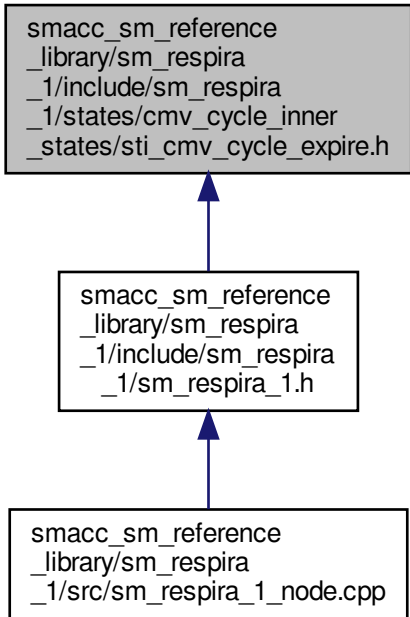 smacc_sm_reference
_library/sm_respira
_1/include/sm_respira
_1/states/cmv_cycle_inner
_states/sti_cmv_cycle_expire.h
smacc_sm_reference
_library/sm_respira
_1/include/sm_respira
_1/sm_respira_1.h
smacc_sm_reference
_library/sm_respira
_1/src/sm_respira_1_node.cpp